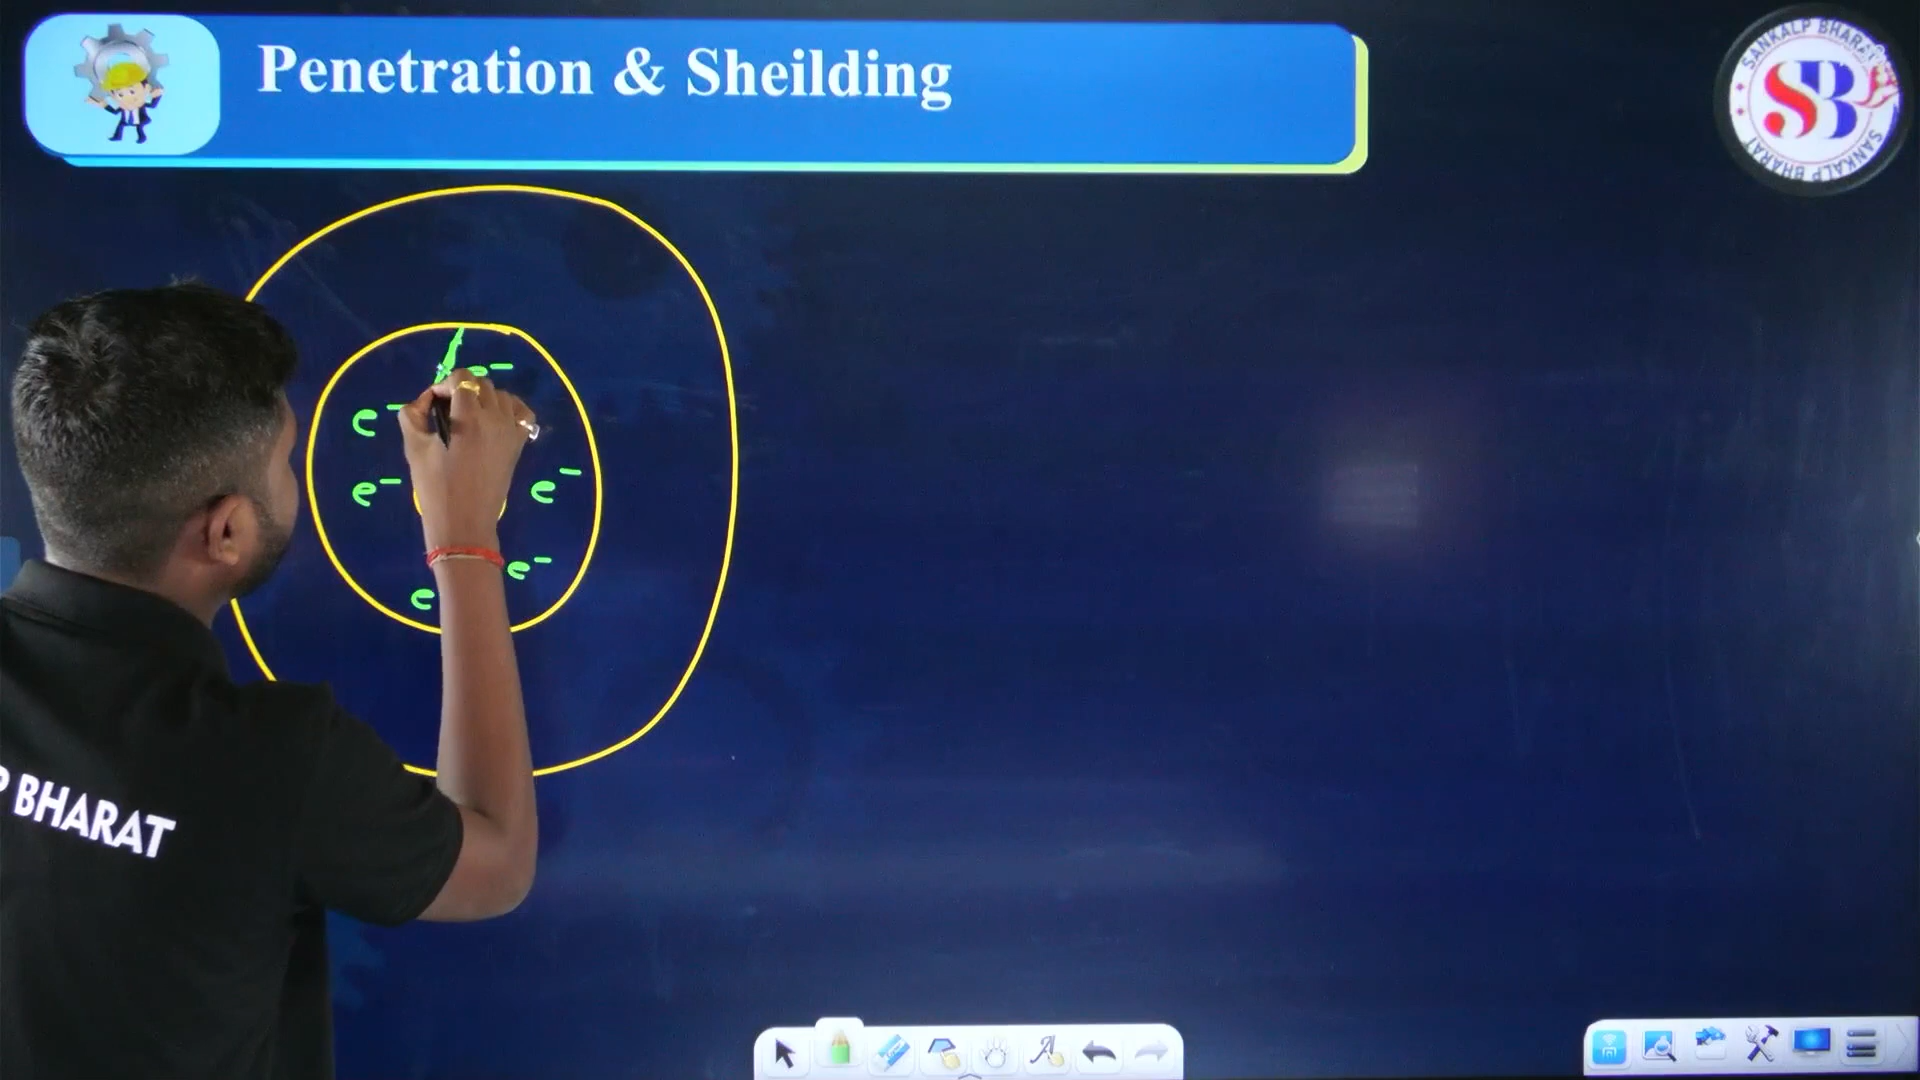 Penetration & Sheilding
SANKALP BHARAT
SB
SANKALP BHARAT
e⁻
e⁻
e⁻
e⁻
e⁻
e
P BHARAT